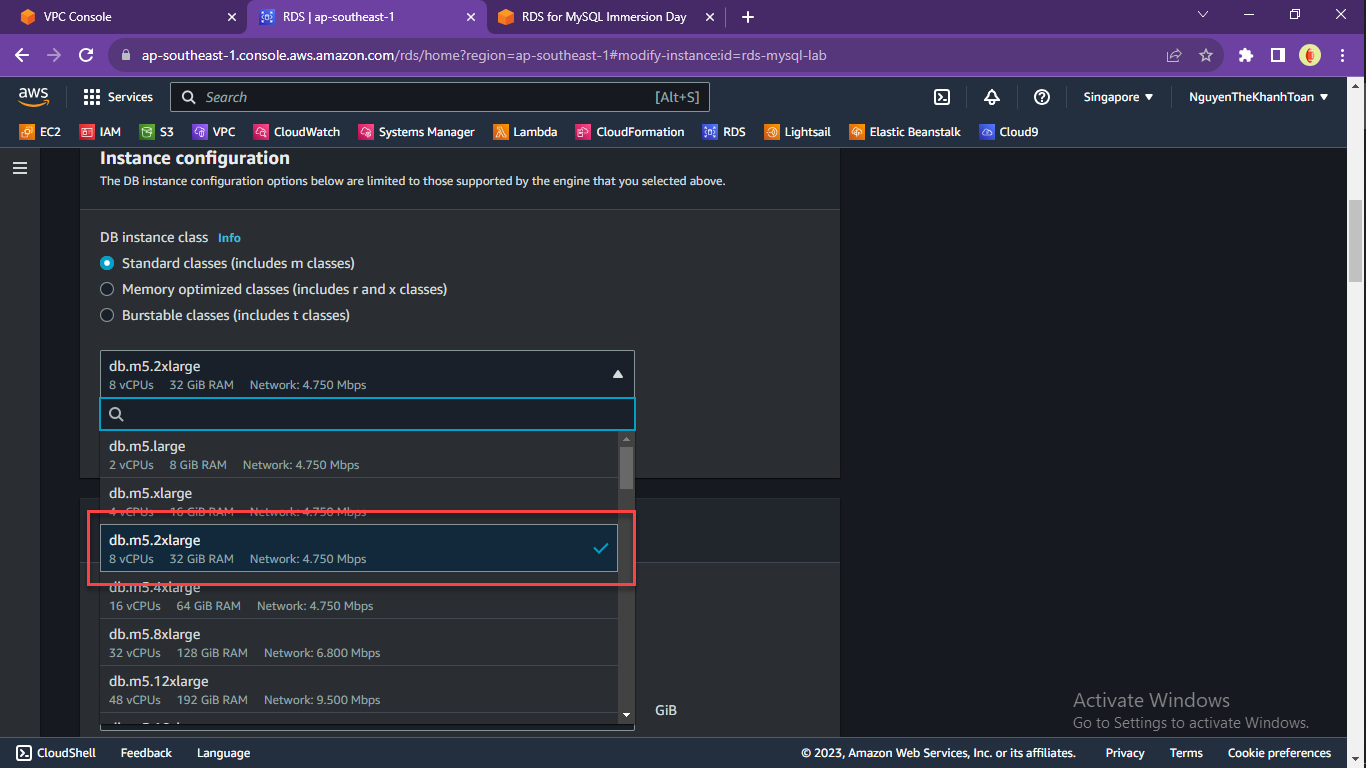 VPC Console
RDS | ap-southeast-1
RDS for MySQL Immersion Day
ap-southeast-1.console.aws.amazon.com/rds/home?region=ap-southeast-1#modify-instance:id=rds-mysql-lab
aws
Services
Search
[Alt+S]
Singapore
NguyenTheKhanhToan
EC2
IAM
S3
VPC
CloudWatch
Systems Manager
Lambda
CloudFormation
RDS
Lightsail
Elastic Beanstalk
Cloud9
Instance configuration
The DB instance configuration options below are limited to those supported by the engine that you selected above.
DB instance class Info
Standard classes (includes m classes)
Memory optimized classes (includes r and x classes)
Burstable classes (includes t classes)
db.m5.2xlarge
8 vCPUs 32 GiB RAM Network: 4.750 Mbps
db.m5.large
2 vCPUs 8 GiB RAM Network: 4.750 Mbps
db.m5.xlarge
4 vCPUs 16 GiB RAM Network: 4.750 Mbps
db.m5.2xlarge
8 vCPUs 32 GiB RAM Network: 4.750 Mbps
db.m5.4xlarge
16 vCPUs 64 GiB RAM Network: 4.750 Mbps
db.m5.8xlarge
32 vCPUs 128 GiB RAM Network: 6.800 Mbps
db.m5.12xlarge
48 vCPUs 192 GiB RAM Network: 9.500 Mbps
GiB
Activate Windows
Go to Settings to activate Windows.
CloudShell
Feedback
Language
© 2023, Amazon Web Services, Inc. or its affiliates.
Privacy
Terms
Cookie preferences